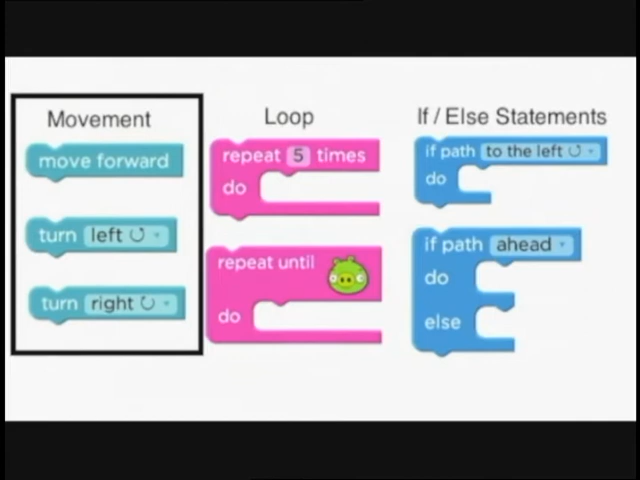 Movement
move forward
turn left
turn right
Loop
repeat 5 times
do
repeat until
do
If / Else Statements
if path to the left
do
if path ahead
do
else